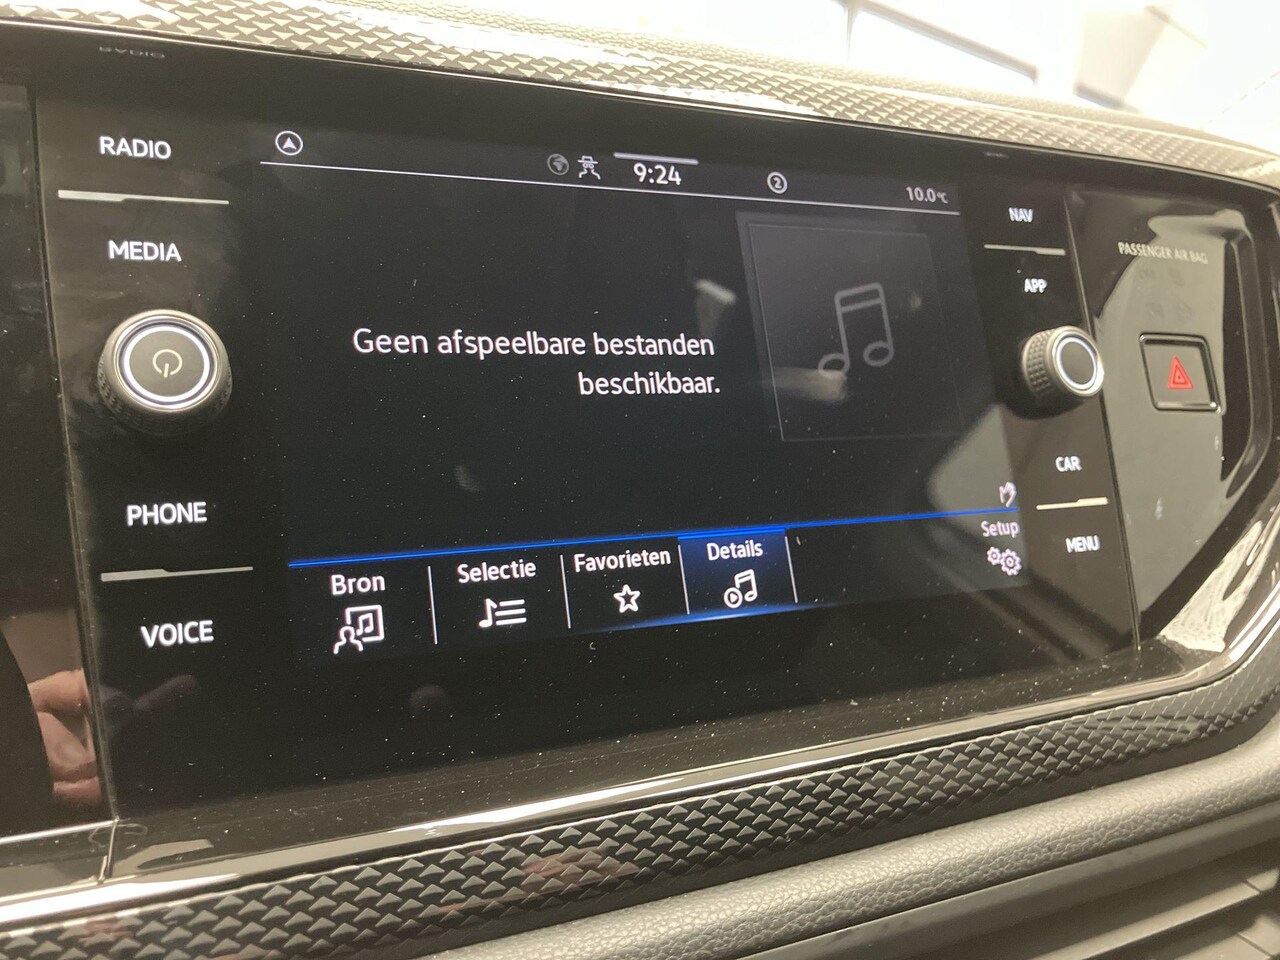 RADIO
MEDIA
PHONE
VOICE
9:24
2
10.0°C
Geen afspeelbare bestanden
beschikbaar.
Bron
Selectie
Favorieten
Details
Setup
NAV
APP
CAR
MENU
PASSENGER AIR BAG